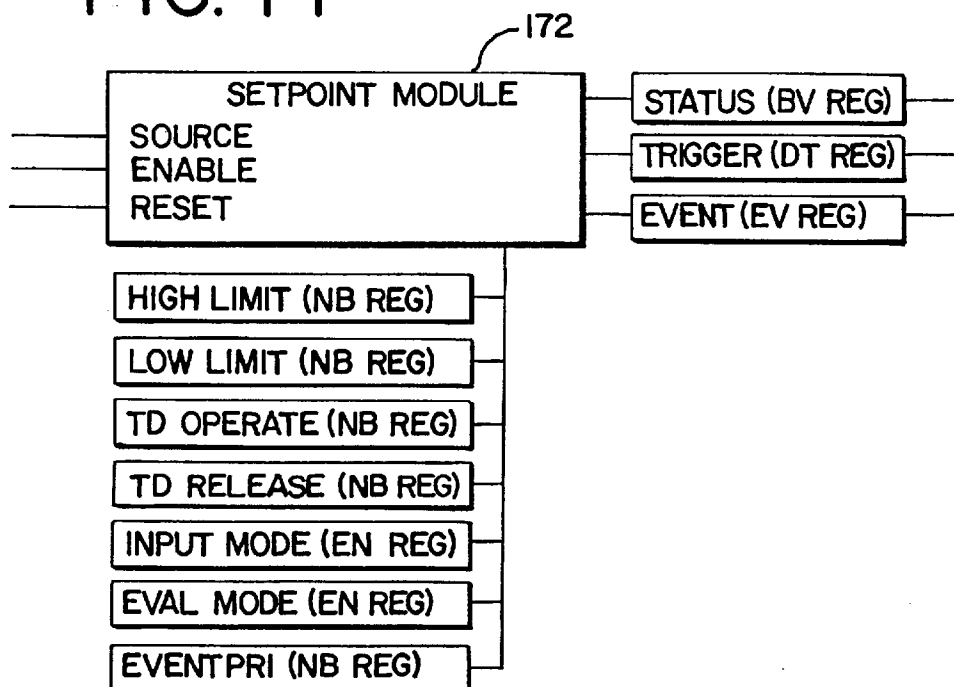 172
SETPOINT MODULE
SOURCE
ENABLE
RESET
STATUS (BV REG)
TRIGGER (DT REG)
EVENT (EV REG)
HIGH LIMIT (NB REG)
LOW LIMIT (NB REG)
TD OPERATE (NB REG)
TD RELEASE (NB REG)
INPUT MODE (EN REG)
EVAL MODE (EN REG)
EVENT PRI (NB REG)